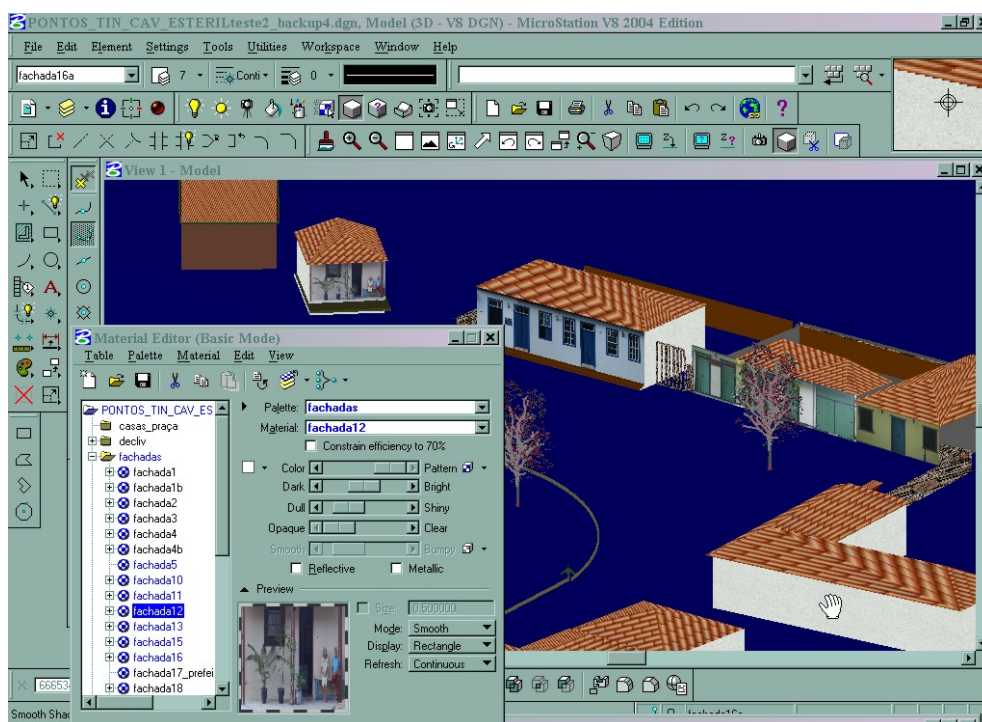 PONTOS_TIN_CAV_ESTERILteste2_backup4.dgn, Model (3D - V8 DGN) - MicroStation V8 2004 Edition
File Edit Element Settings Tools Utilities Workspace Window Help
fachada16a 7 Conti 0
View 1 - Model
Material Editor (Basic Mode)
Table Palette Material Edit View
PONTOS_TIN_CAV_ES
casas_praça
decliv
fachadas
fachada1
fachada1b
fachada2
fachada3
fachada4
fachada4b
fachada5
fachada10
fachada11
fachada12
fachada13
fachada15
fachada16
fachada17_prefei
fachada18
Palette: fachadas
Material: fachada12
Constrain efficiency to 70%
Color Pattern
Dark Bright
Dull Shiny
Opaque Clear
Smooth Bumpy
Reflective Metallic
Preview
Size: 0.500000
Mode: Smooth
Display: Rectangle
Refresh: Continuous
66653
Smooth Shac
fachada16a